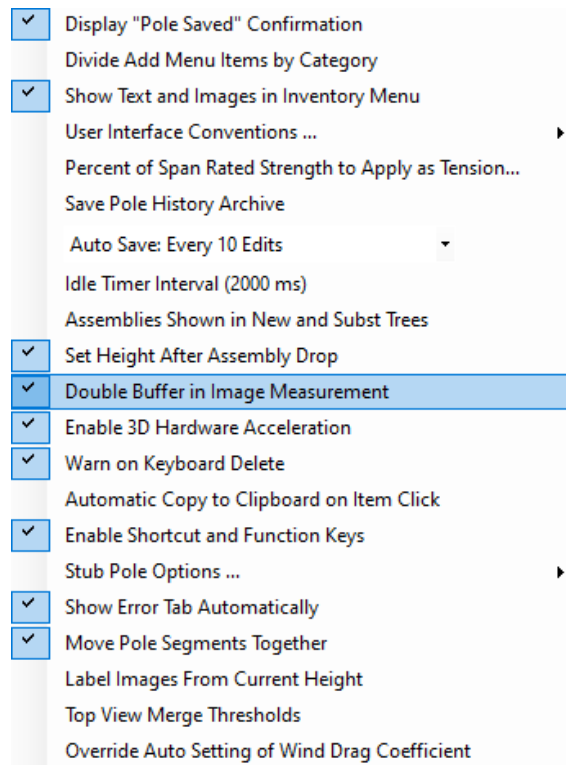 Display "Pole Saved" Confirmation
Divide Add Menu Items by Category
Show Text and Images in Inventory Menu
User Interface Conventions ...
Percent of Span Rated Strength to Apply as Tension...
Save Pole History Archive
Auto Save: Every 10 Edits
Idle Timer Interval (2000 ms)
Assemblies Shown in New and Subst Trees
Set Height After Assembly Drop
Double Buffer in Image Measurement
Enable 3D Hardware Acceleration
Warn on Keyboard Delete
Automatic Copy to Clipboard on Item Click
Enable Shortcut and Function Keys
Stub Pole Options ...
Show Error Tab Automatically
Move Pole Segments Together
Label Images From Current Height
Top View Merge Thresholds
Override Auto Setting of Wind Drag Coefficient